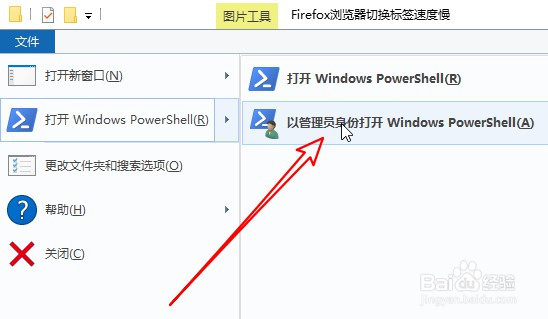 图片工具
Firefox浏览器切换标签速度慢
文件
打开新窗口(N)
打开 Windows PowerShell(R)
更改文件夹和搜索选项(O)
帮助(H)
关闭(C)
打开 Windows PowerShell(R)
以管理员身份打开 Windows PowerShell(A)
Baidu经验
jingyan.baidu.com